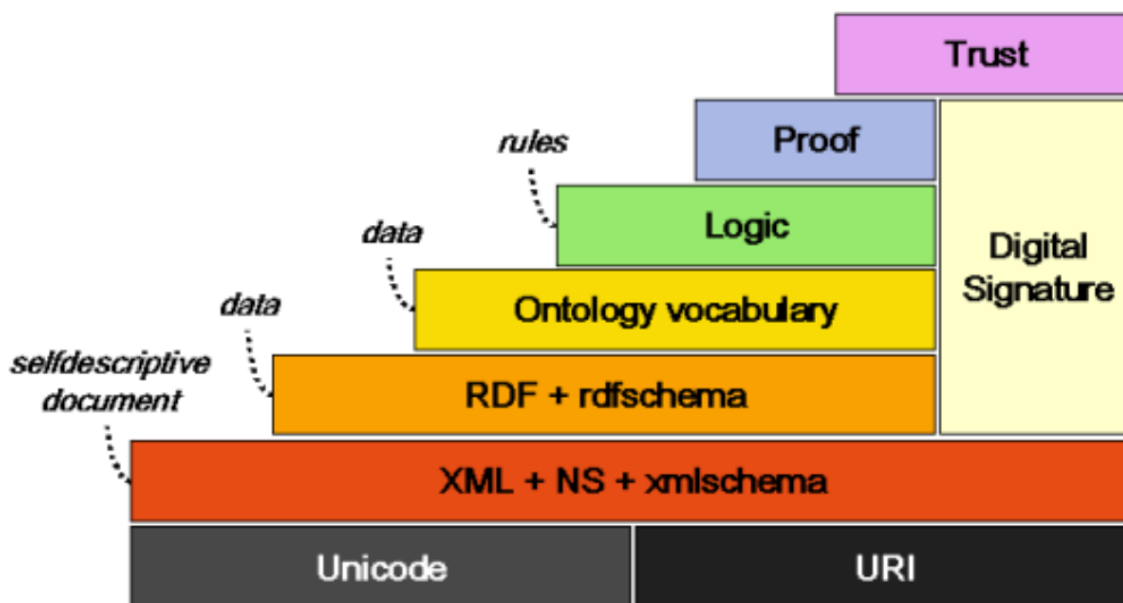 Trust
Proof
rules
Logic
data
Digital
Signature
Ontology vocabulary
data
selfdescriptive
document
RDF + rdfschema
XML + NS + xmlschema
Unicode
URI